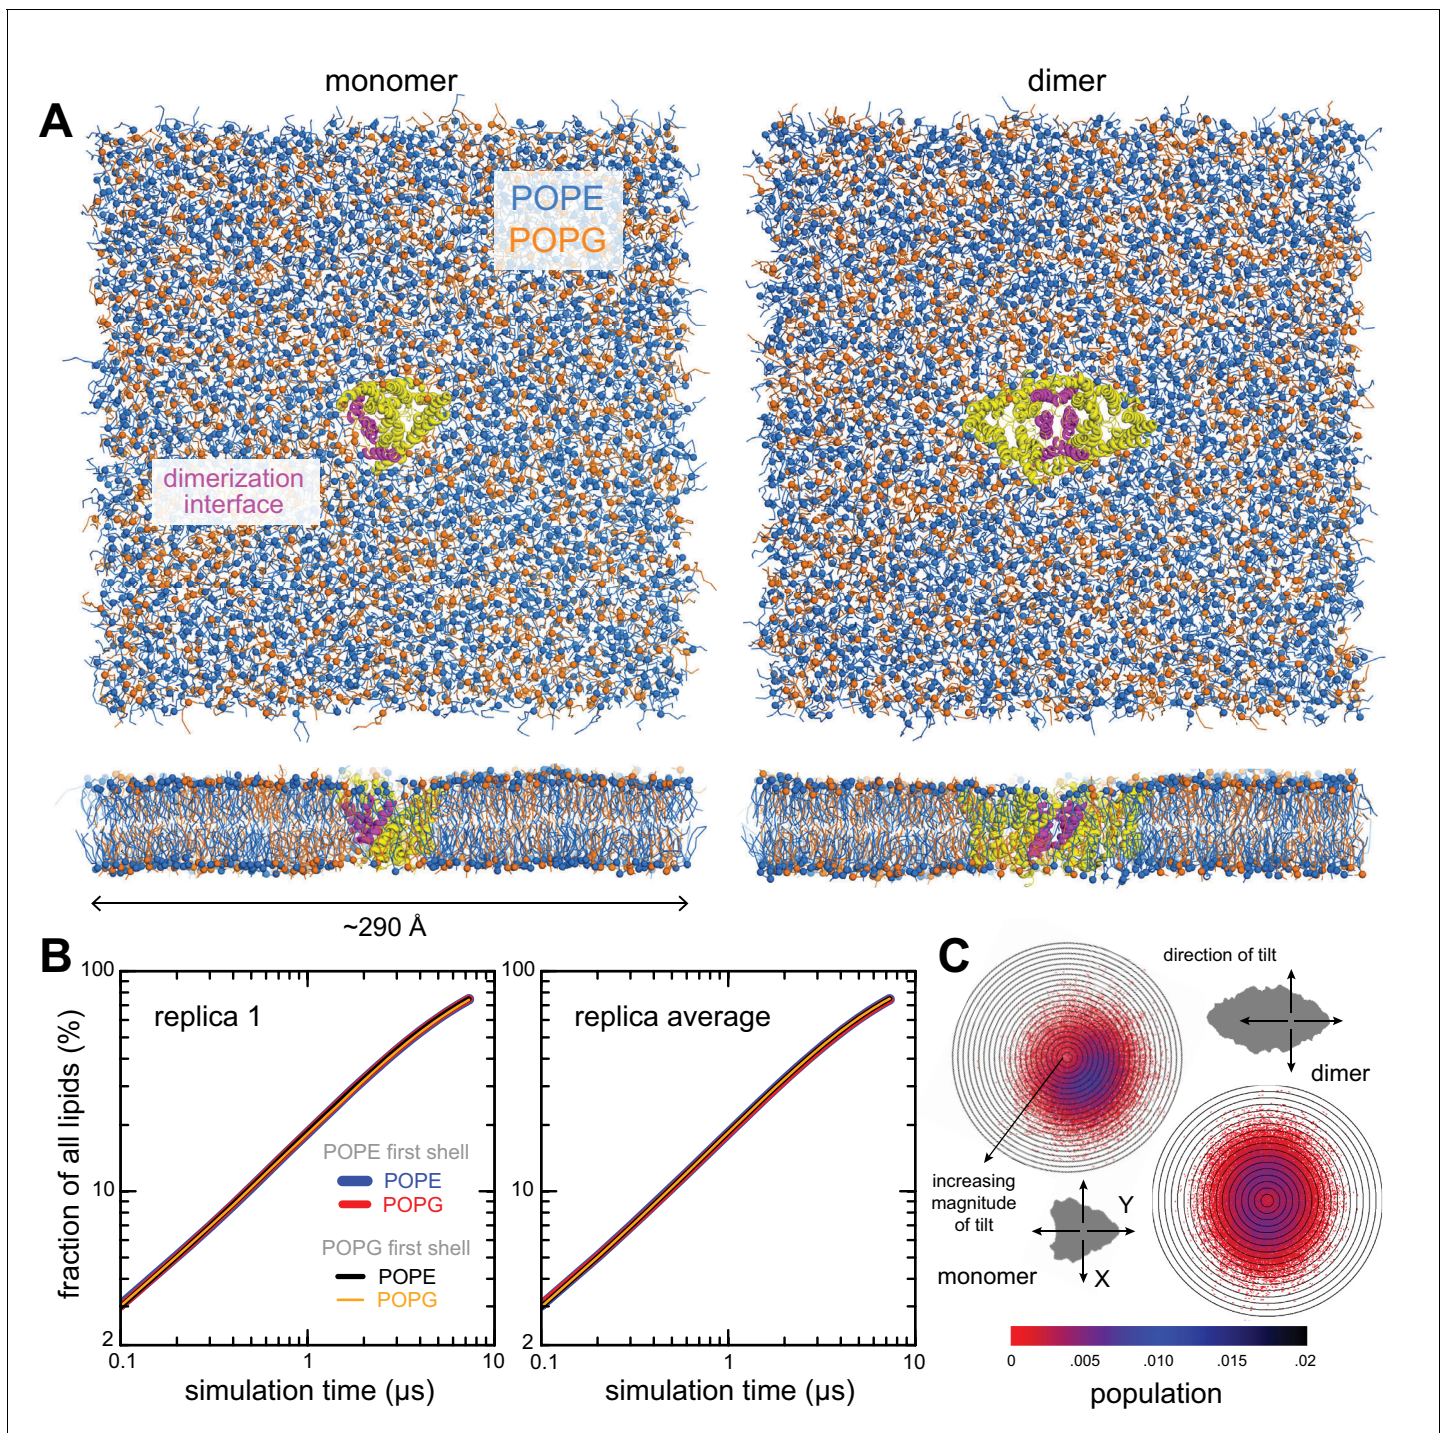 monomer
dimer
A
POPE
POPG
dimerization
interface
~290 Å
B
100
10
2
0.1
1
10
fraction of all lipids (%)
simulation time (µs)
replica 1
POPE first shell
POPE
POPG
POPG first shell
POPE
POPG
100
10
2
0.1
1
10
simulation time (µs)
replica average
C
direction of tilt
dimer
increasing
magnitude
of tilt
Y
X
monomer
0
.005
.010
.015
.02
population